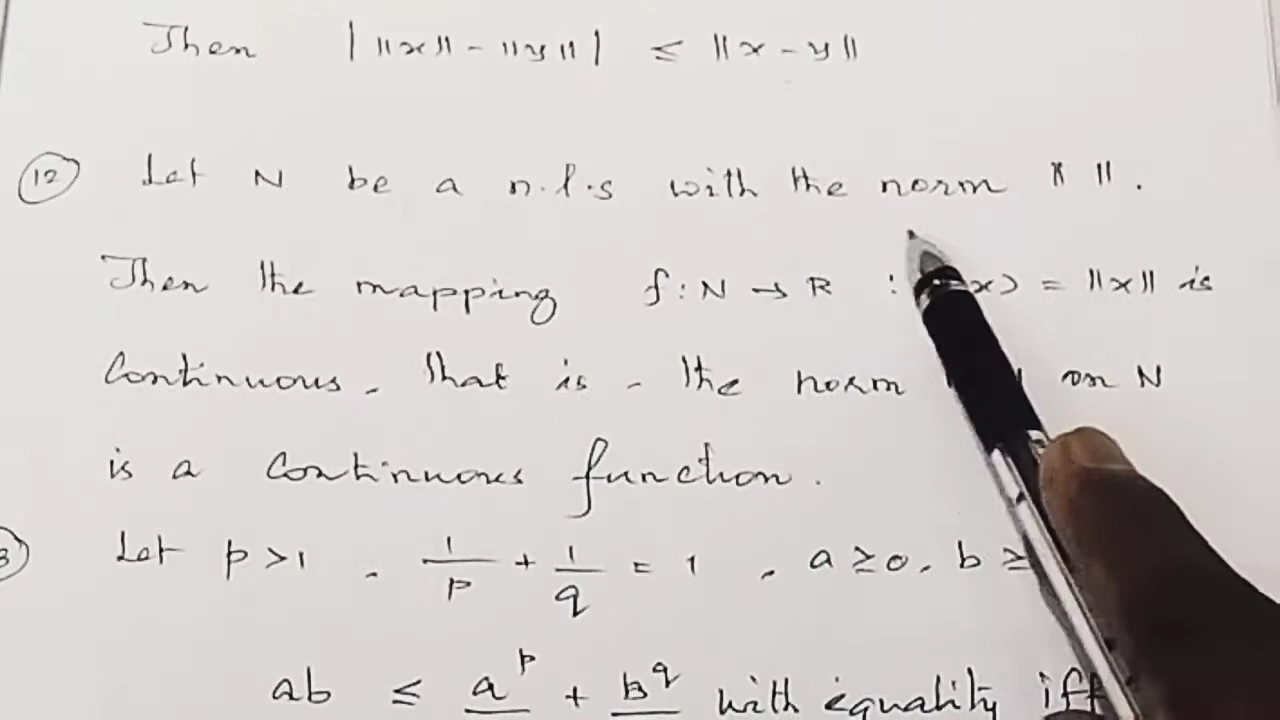 Then | ||x|| - ||y|| | ≤ ||x - y||
12 Let N be a n.l.s with the norm || ||.
Then the mapping f : N → R : x) = ||x|| is
Continuous. That is - the norm on N
is a continuous function.
3 Let p > 1 , 1/p + 1/q = 1 , a ≥ 0, b ≥
ab ≤ a^p + B^q with equality iff